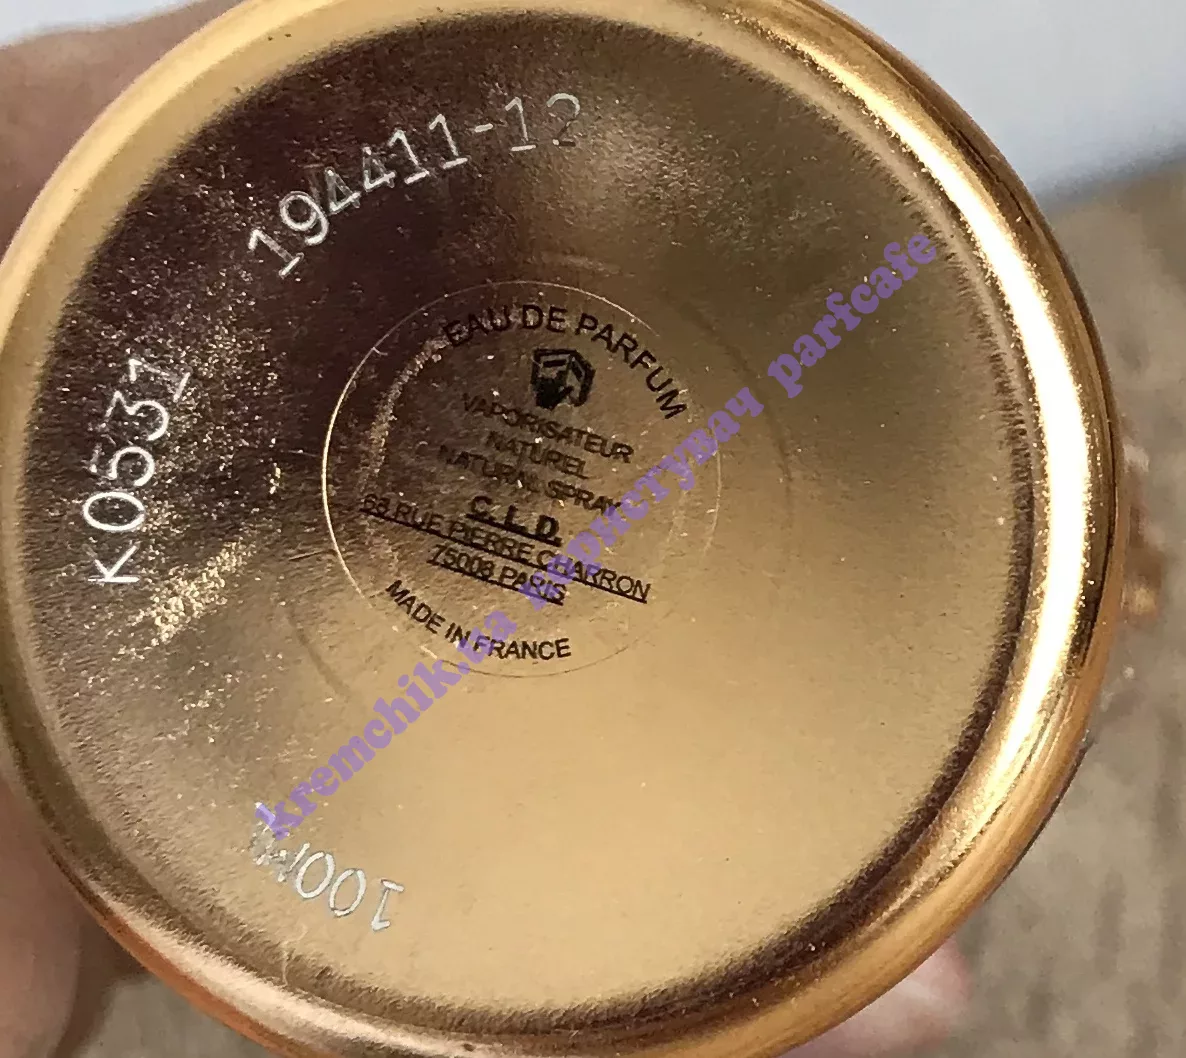 194411-12
K0531
EAU DE PARFUM
VAPORISATEUR
NATUREL
NATURAL SPRAY
C.L.D.
68 RUE PIERRE CHARRON
75008 PARIS
MADE IN FRANCE
100ML
kremchik.ua користувач parfcafe